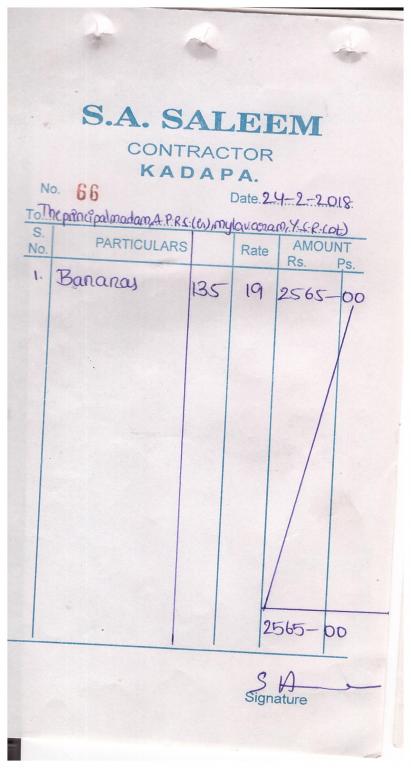 S.A. SALEEM
CONTRACTOR
KADAPA.
No. 66 Date. 24-2-2018
To. The principal madam, A.P.R.S. (G), mylavaram, Y.S.R. (Dt)
S. No. PARTICULARS Rate AMOUNT Rs. Ps.
1. Bananas 135 19 2565-00
2565-00
Signature